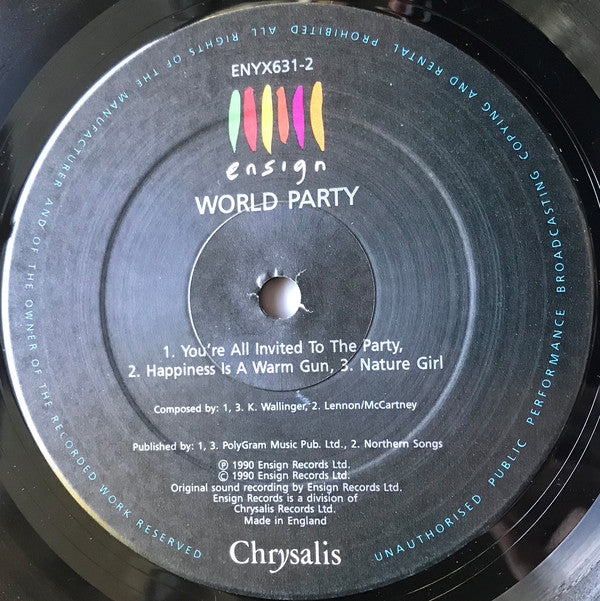 ENYX631-2
ensign
WORLD PARTY
1. You're All Invited To The Party,
2. Happiness Is A Warm Gun, 3. Nature Girl
Composed by: 1, 3. K. Wallinger, 2. Lennon/McCartney
Published by: 1, 3. PolyGram Music Pub. Ltd., 2. Northern Songs
℗ 1990 Ensign Records Ltd.
© 1990 Ensign Records Ltd.
Original sound recording by Ensign Records Ltd.
Ensign Records is a division of
Chrysalis Records Ltd.
Made in England
Chrysalis
ALL RIGHTS OF THE MANUFACTURER AND OF THE OWNER OF THE RECORDED WORK RESERVED
UNAUTHORISED PUBLIC PERFORMANCE BROADCASTING COPYING AND RENTAL PROHIBITED